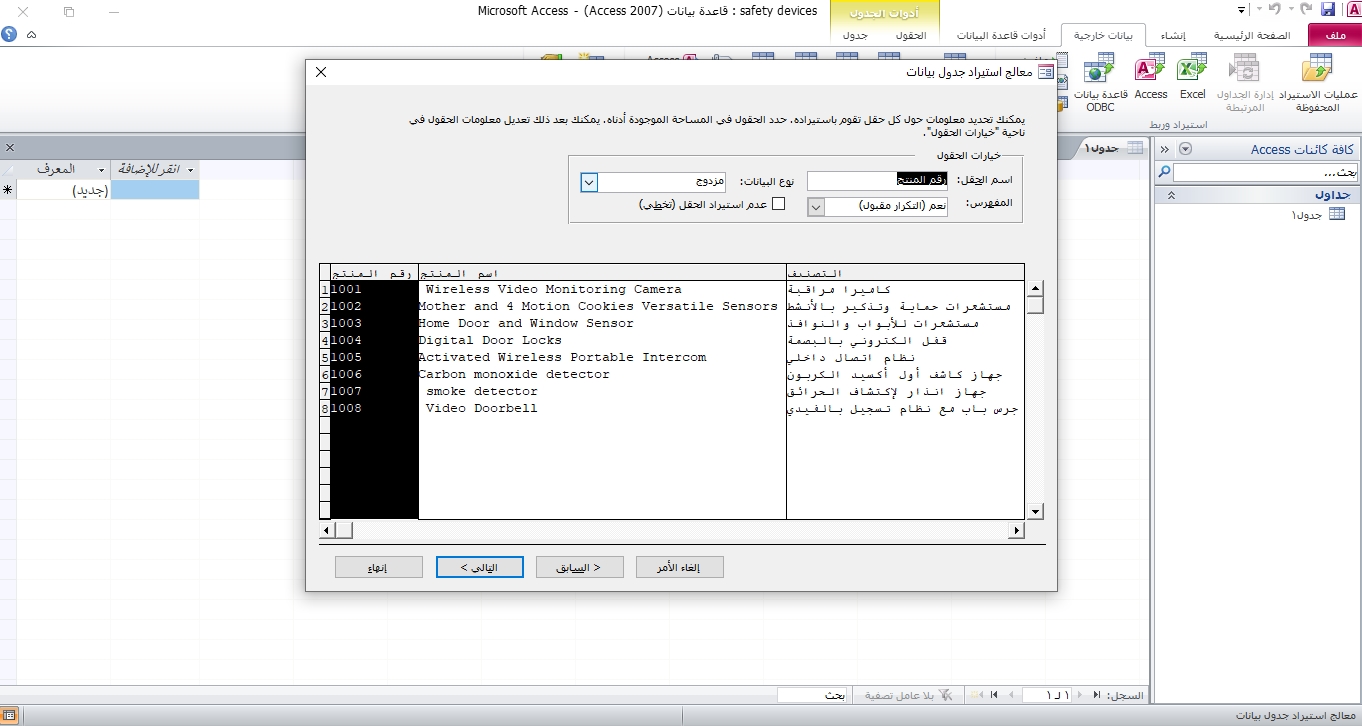 safety devices : قاعدة بيانات (Access 2007) - Microsoft Access
أدوات الجدول
ملف
الصفحة الرئيسية
إنشاء
بيانات خارجية
أدوات قاعدة البيانات
الحقول
جدول
عمليات الاستيراد المحفوظة
إدارة الجداول المرتبطة
Excel
Access
قاعدة بيانات ODBC
استيراد وربط
كافة كائنات Access
بحث...
جداول
جدول١
جدول١
المعرف
انقر للإضافة
(جديد)
معالج استيراد جدول بيانات
يمكنك تحديد معلومات حول كل حقل تقوم باستيراده. حدد الحقول في المساحة الموجودة أدناه. يمكنك بعد ذلك تعديل معلومات الحقول في
ناحية "خيارات الحقول".
خيارات الحقول
اسم الحقل: رقم المنتج
نوع البيانات: مزدوج
المفهرس: نعم (التكرار مقبول)
عدم استيراد الحقل (تخطي)
رقم المنتج اسم المنتج التصنيف
1 1001 Wireless Video Monitoring Camera كاميرا مراقبة
2 1002 Mother and 4 Motion Cookies Versatile Sensors مستشعرات حماية وتذكير بالأنشط
3 1003 Home Door and Window Sensor مستشعرات للأبواب والنوافذ
4 1004 Digital Door Locks قفل الكتروني بالبصمة
5 1005 Activated Wireless Portable Intercom نظام اتصال داخلي
6 1006 Carbon monoxide detector جهاز كاشف أول أكسيد الكربون
7 1007 smoke detector جهاز انذار لإكتشاف الحرائق
8 1008 Video Doorbell جرس باب مع نظام تسجيل بالفيدي
إلغاء الأمر
< السابق
التالي >
إنهاء
السجل: ١ لـ ١
بلا عامل تصفية
بحث
معالج استيراد جدول بيانات